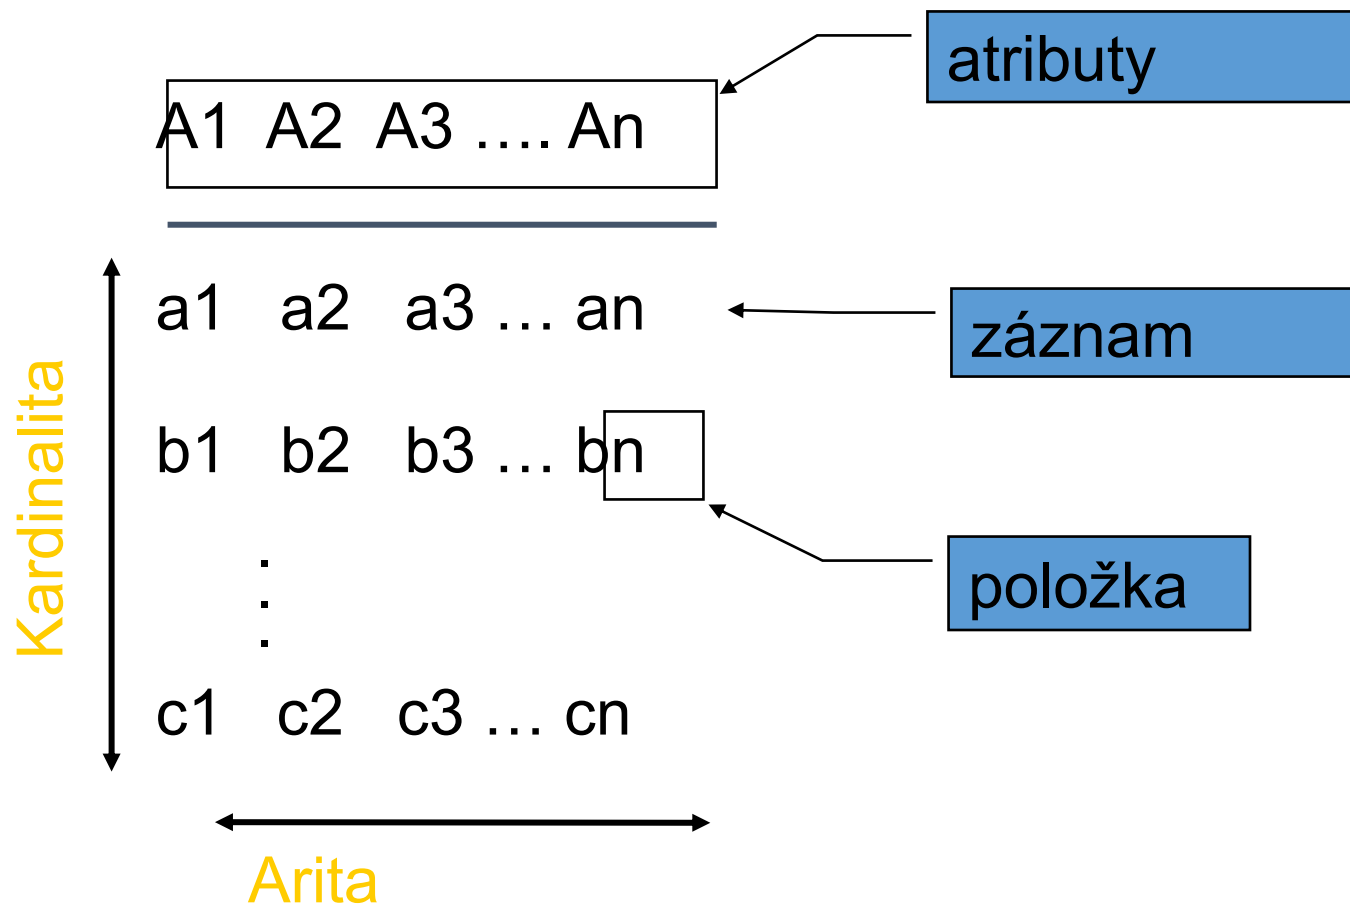 atributy
A1 A2 A3 …. An
a1 a2 a3 … an
záznam
b1 b2 b3 … bn
Kardinalita
položka
.
.
.
c1 c2 c3 … cn
Arita